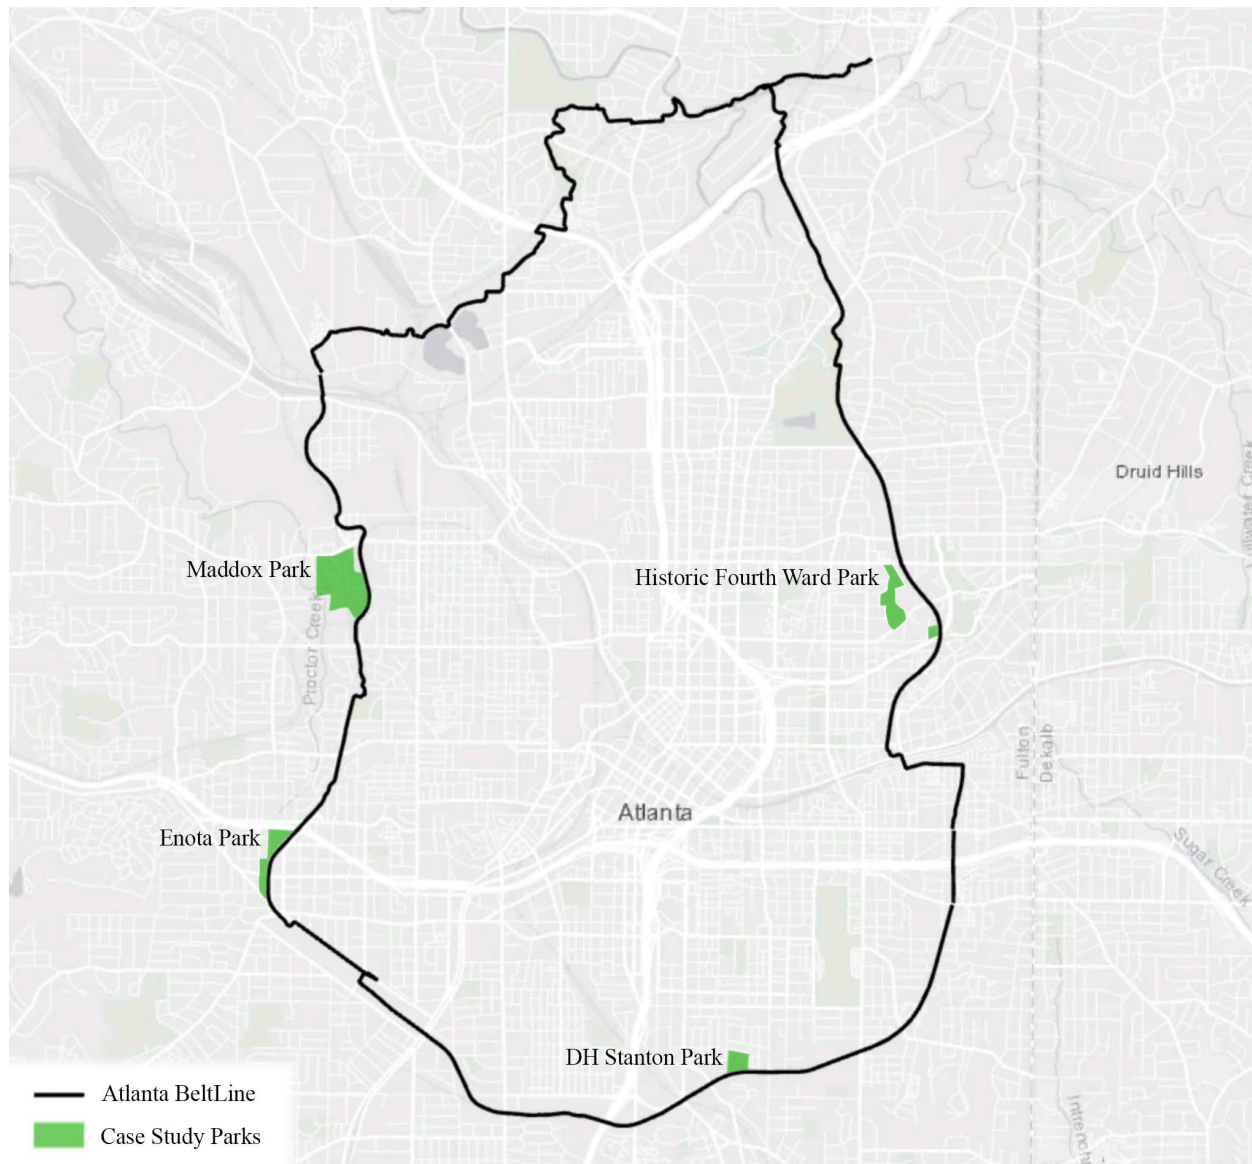 Druid Hills
Maddox Park
Historic Fourth Ward Park
Proctor Creek
Fulton
Dekalb
Atlanta
Enota Park
Sugar Creek
DH Stanton Park
Atlanta BeltLine
Case Study Parks